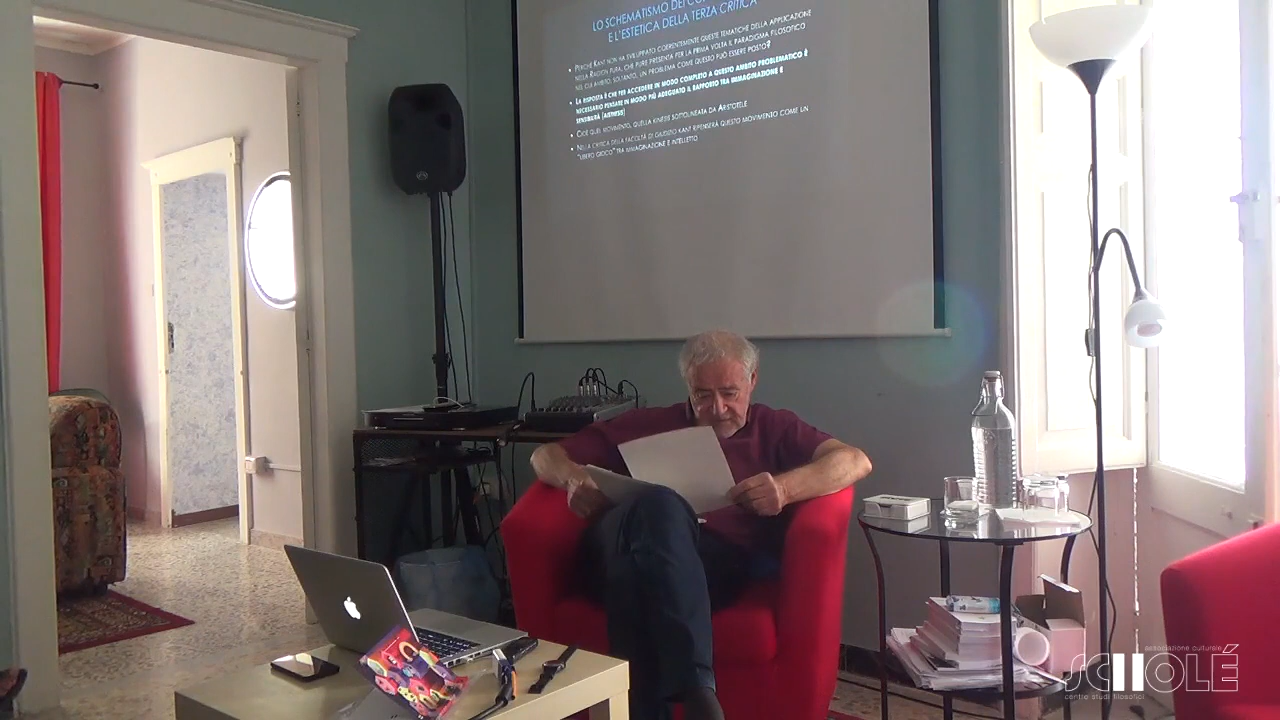 LO SCHEMATISMO DEI
E L'ESTETICA DELLA TERZA CRITICA
• PERCHÉ KANT NON HA SVILUPPATO COERENTEMENTE QUESTE TEMATICHE DELLA APPLICAZIONE
NELLA RAGION PURA, CHE PURE PRESENTA PER LA PRIMA VOLTA IL PARADIGMA FILOSOFICO
NEL CUI AMBITO, SOLTANTO, UN PROBLEMA COME QUESTO PUÒ ESSERE POSTO?
• LA RISPOSTA È CHE PER ACCEDERE IN MODO COMPLETO A QUESTO AMBITO PROBLEMATICO È
NECESSARIO PENSARE IN MODO PIÙ ADEGUATO IL RAPPORTO TRA IMMAGINAZIONE E
SENSIBILITÀ (AISTHESIS)
• CIOÈ QUEL MOVIMENTO, QUELLA KINESIS SOTTOLINEATA DA ARISTOTELE
• NELLA CRITICA DELLA FACOLTÀ DI GIUDIZIO KANT RIPENSERÀ QUESTO MOVIMENTO COME UN
"LIBERO GIOCO" TRA IMMAGINAZIONE E INTELLETTO
associazione culturale
SCHOLÉ
centro studi filosofici